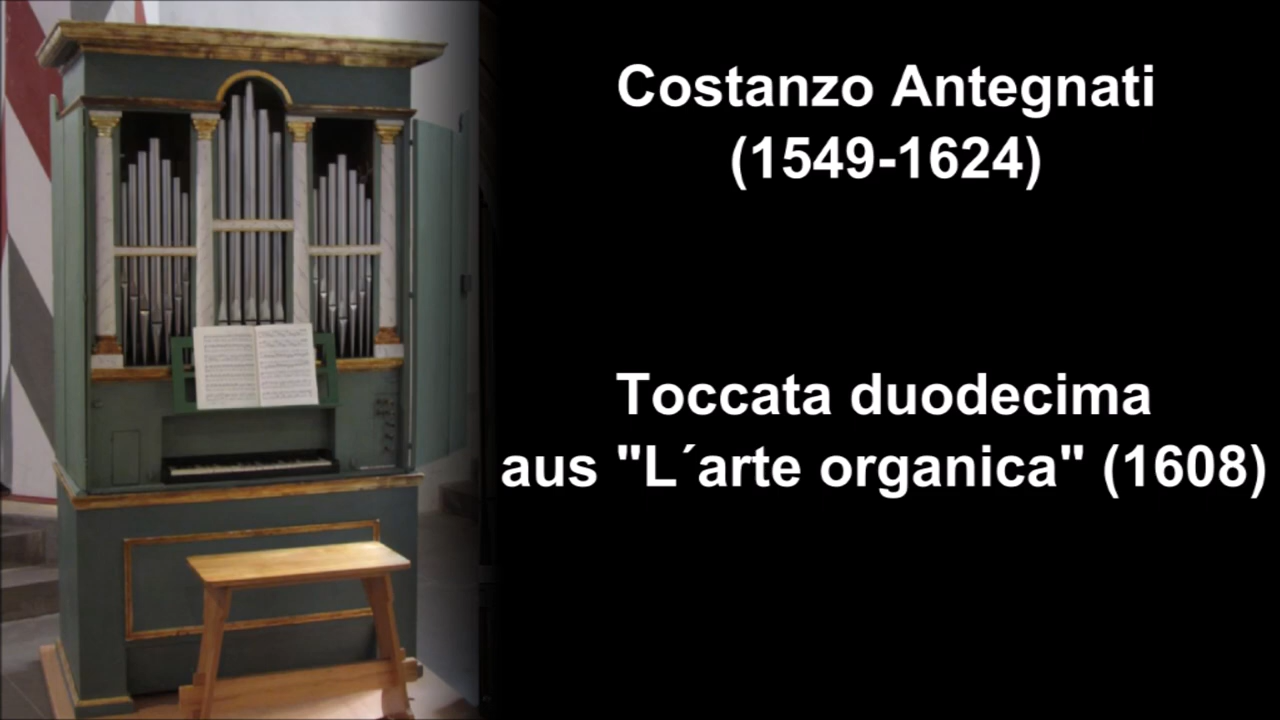 Costanzo Antegnati
(1549-1624)
Toccata duodecima
aus "L´arte organica" (1608)